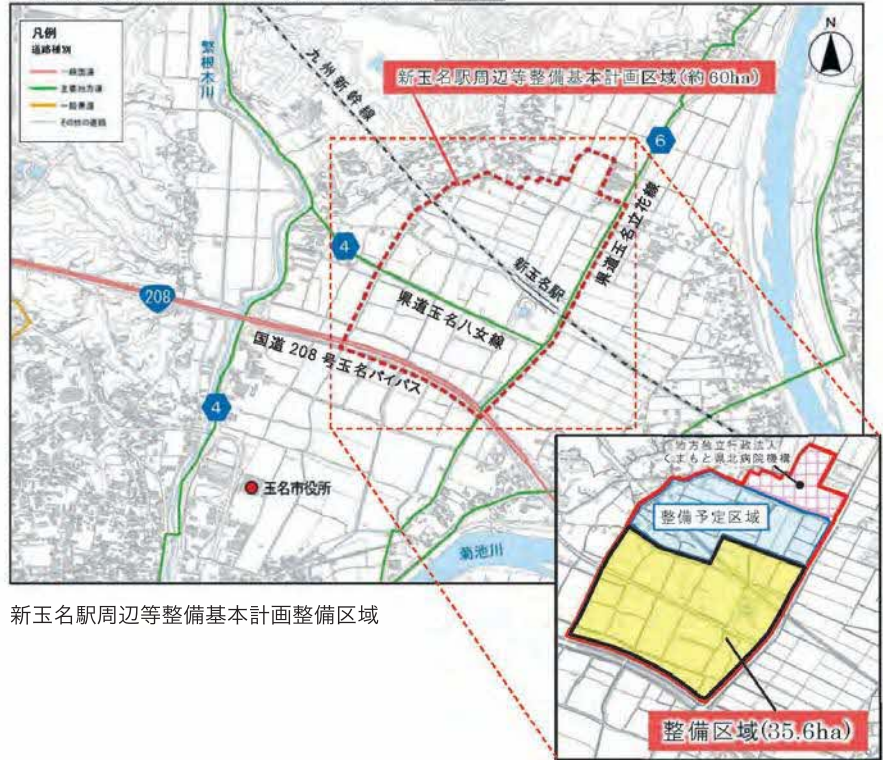 凡例
道路種別
一般国道
主要地方道
一般県道
その他の道路
繁根木川
九州新幹線
新玉名駅周辺等整備基本計画区域(約60ha)
N
6
県道玉名立花線
4
新玉名駅
208
県道玉名八女線
国道208号玉名バイパス
4
玉名市役所
菊池川
地方独立行政法人
くまもと県北病院機構
整備予定区域
整備区域(35.6ha)
新玉名駅周辺等整備基本計画整備区域